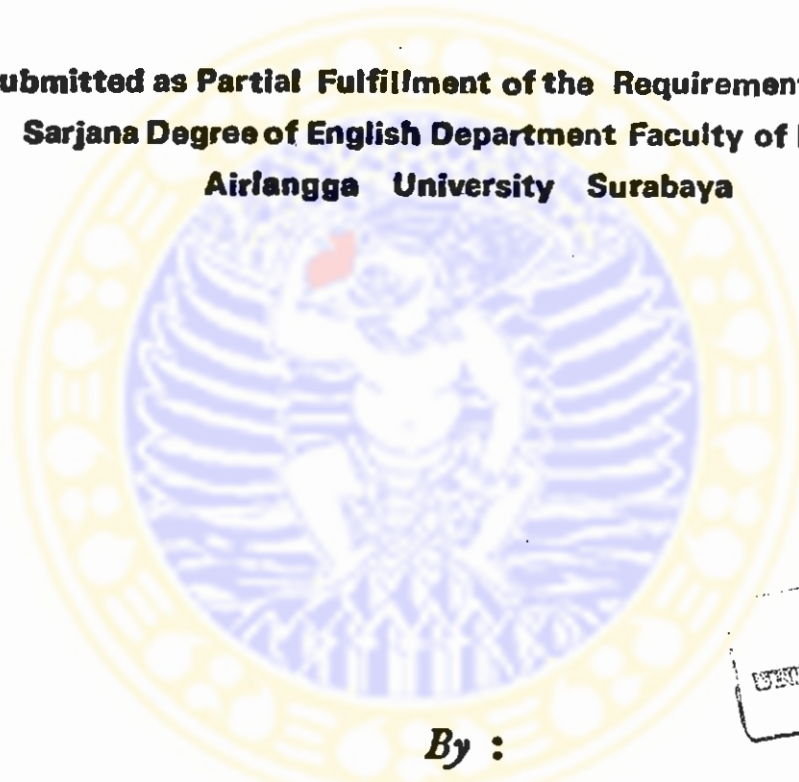 ubmitted as Partial Fulfillment of the Requiremen
Sarjana Degree of English Department Faculty of
Airlangga University Surabaya
By :